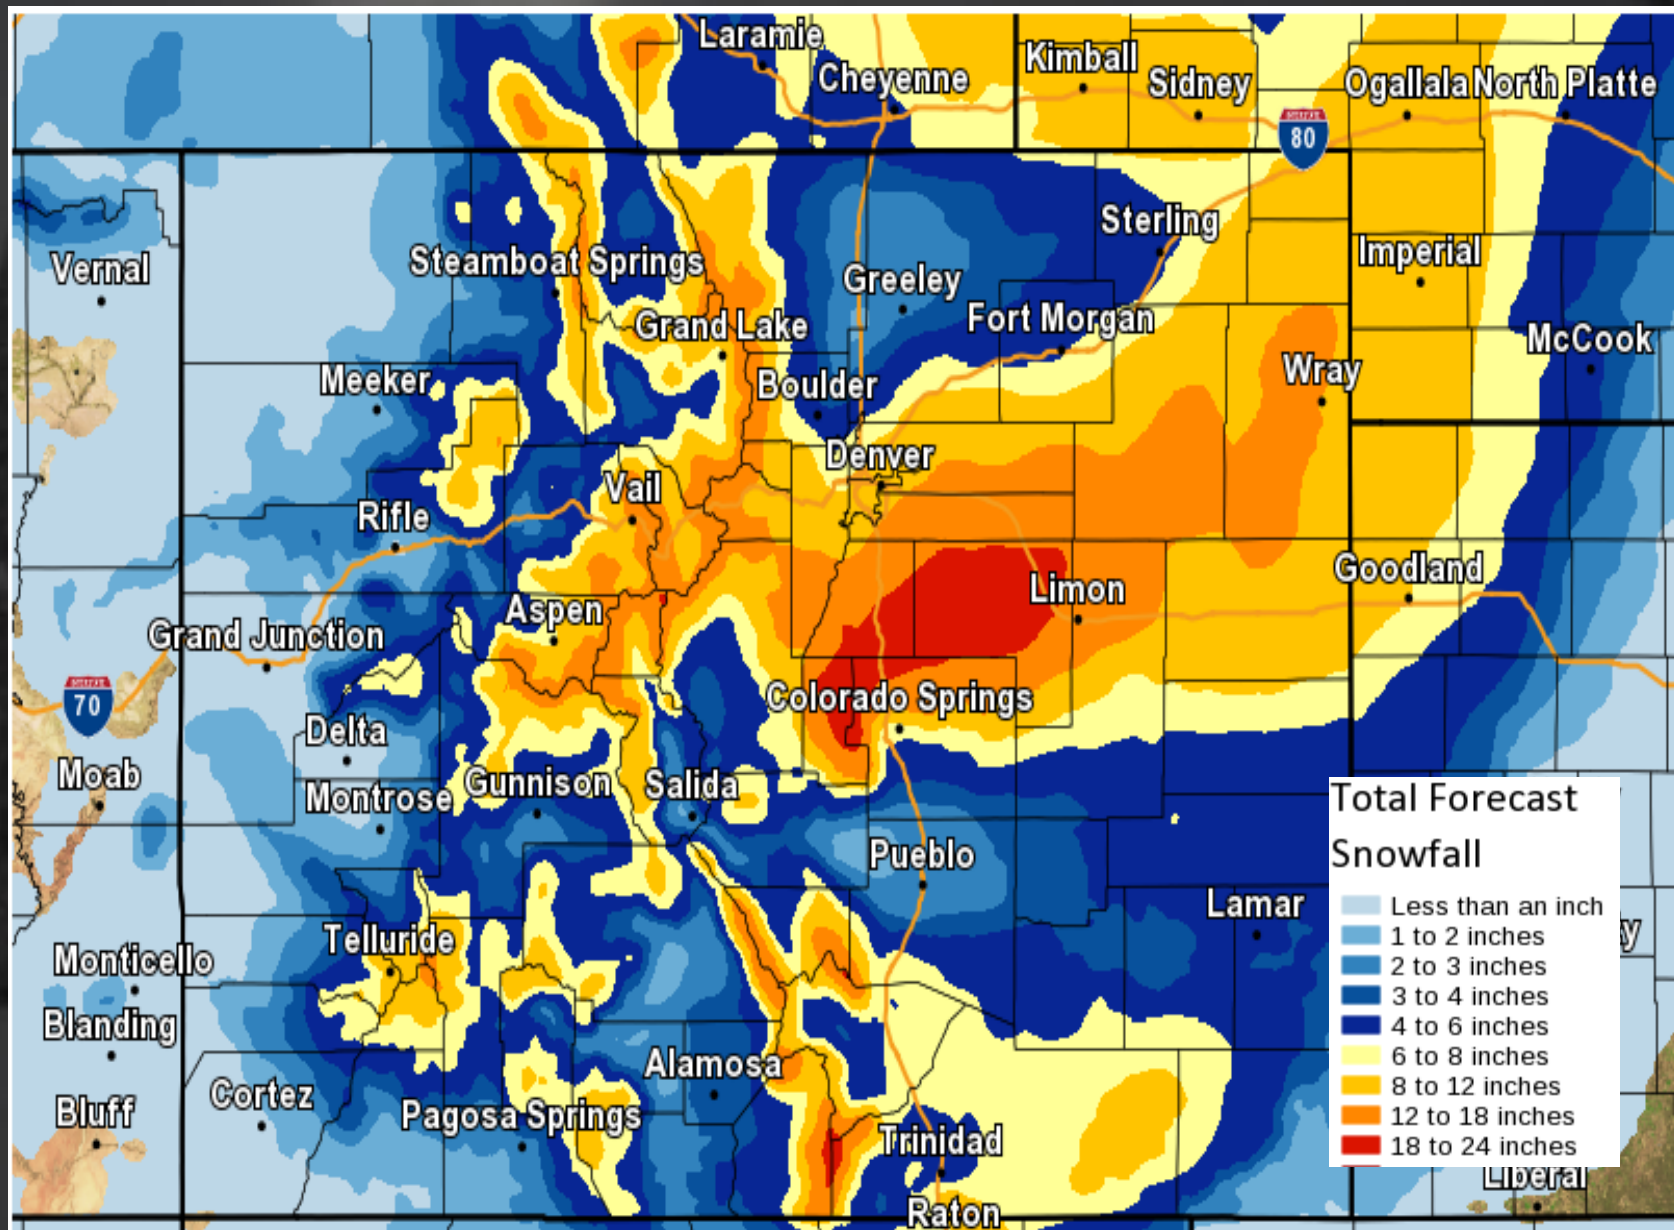 Laramie
Cheyenne
Kimball
Sidney
Ogallala
North Platte
INTERSTATE
80
Sterling
Vernal
Steamboat Springs
Greeley
Imperial
Fort Morgan
Grand Lake
McCook
Meeker
Boulder
Wray
Denver
Vail
Rifle
Goodland
Limon
Aspen
Grand Junction
70
Colorado Springs
Delta
Moab
Montrose
Gunnison
Salida
Pueblo
Lamar
Telluride
Monticello
Blanding
Alamosa
Cortez
Bluff
Pagosa Springs
Trinidad
Raton
Liberal
Total Forecast
Snowfall
Less than an inch
1 to 2 inches
2 to 3 inches
3 to 4 inches
4 to 6 inches
6 to 8 inches
8 to 12 inches
12 to 18 inches
18 to 24 inches